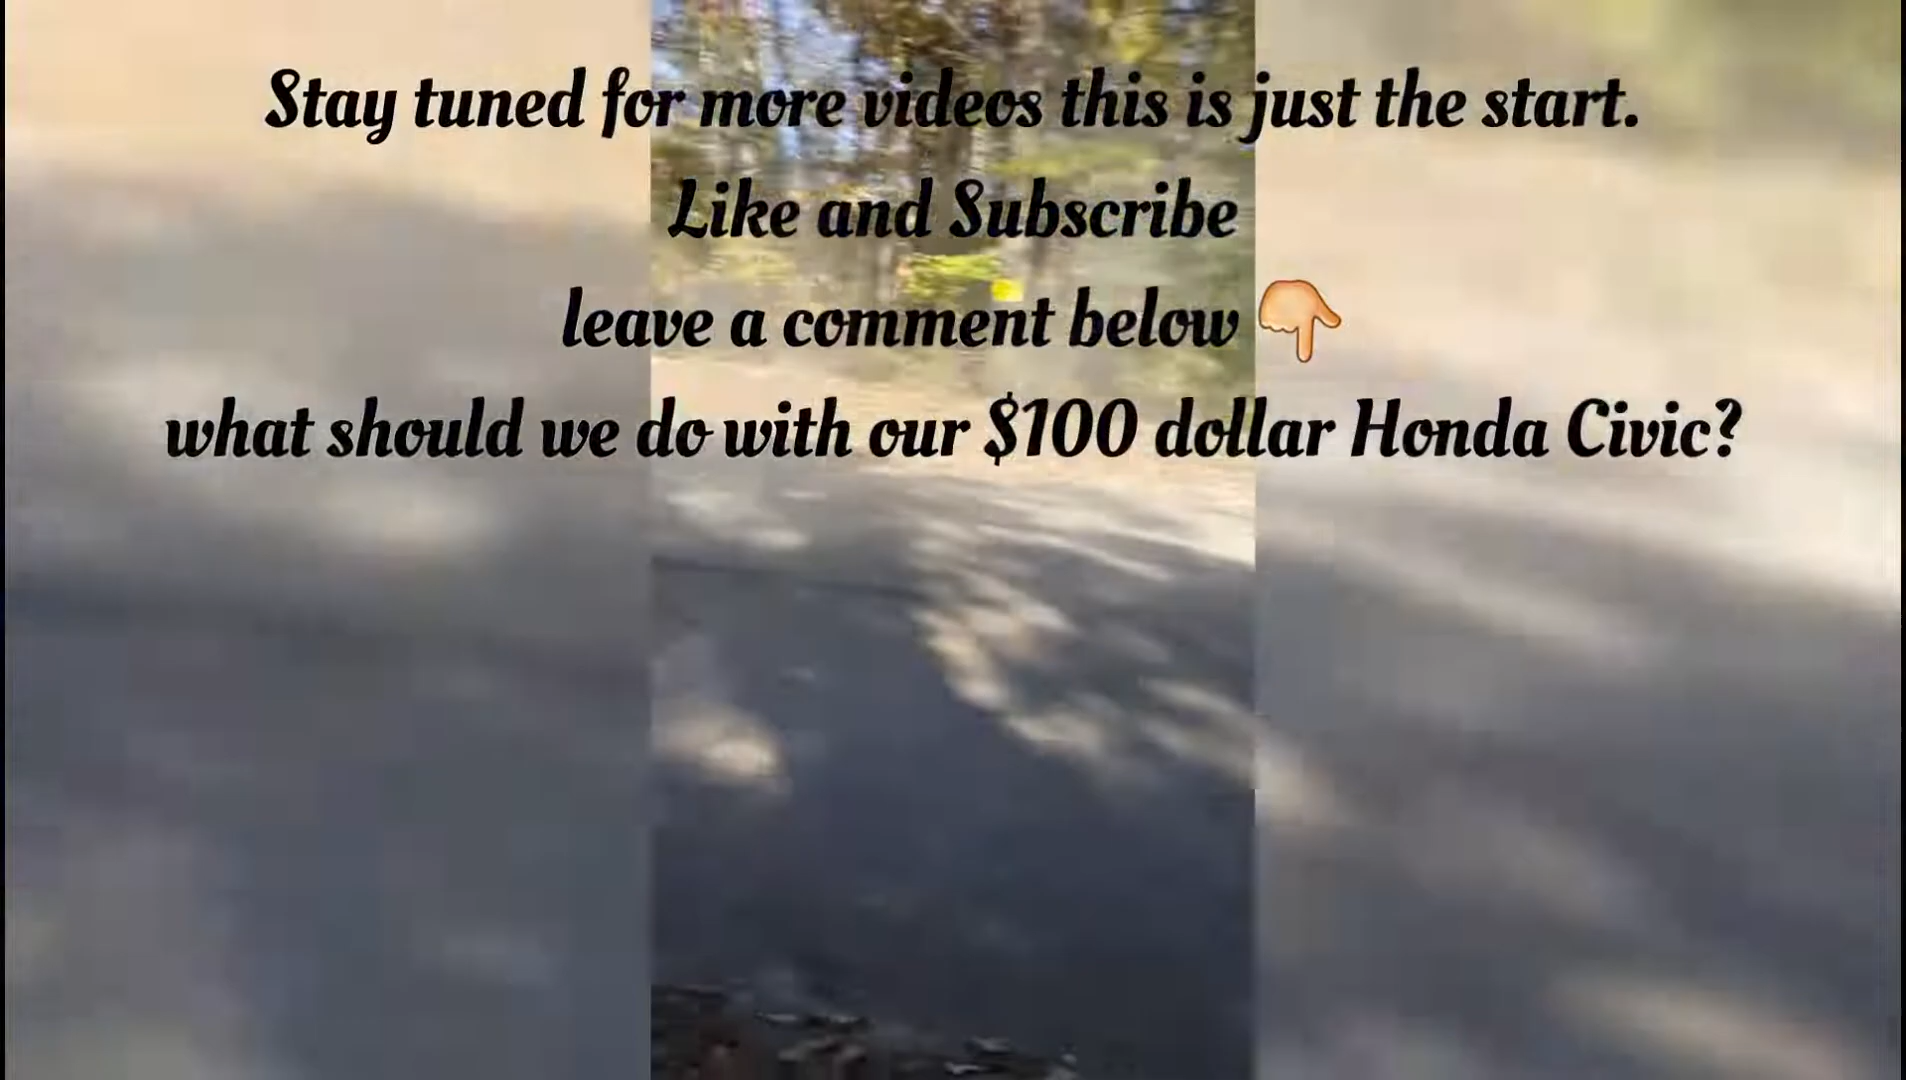 Stay tuned for more videos this is just the start.
Like and Subscribe
leave a comment below 👇
what should we do with our $100 dollar Honda Civic?